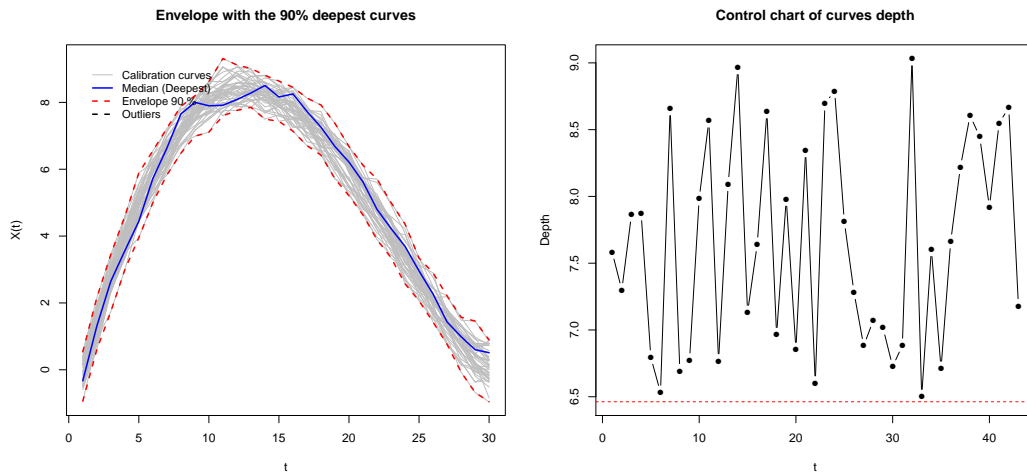 Envelope with the 90% deepest curves
Calibration curves
Median (Deepest)
Envelope 90 %
Outliers
X(t)
8
6
4
2
0
0 5 10 15 20 25 30
t
Control chart of curves depth
Depth
9.0
8.5
8.0
7.5
7.0
6.5
0 10 20 30 40
t